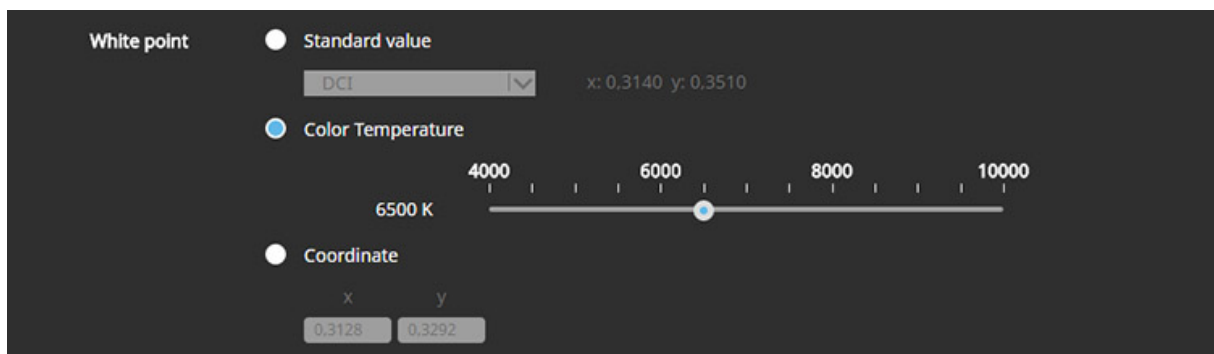 White point Standard value
DCI x: 0,3140 y: 0,3510
Color Temperature
4000 6000 8000 10000
6500 K
Coordinate
x y
0,3128 0,3292